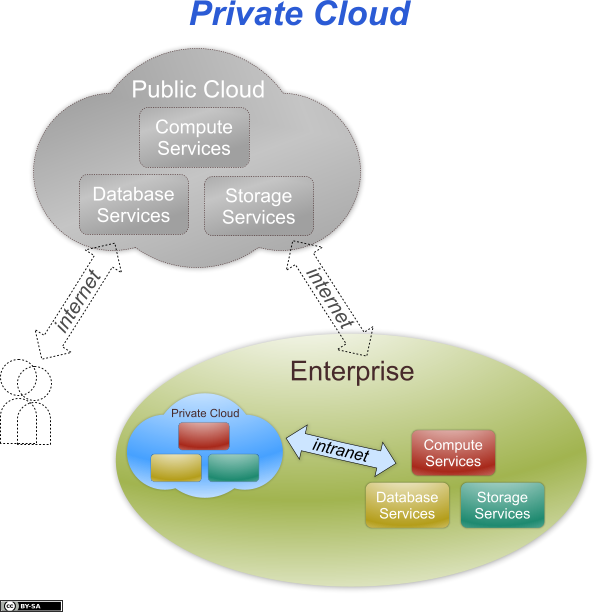 Private Cloud
Public Cloud
Compute
Services
Database
Services
Storage
Services
internet
internet
Enterprise
Private Cloud
intranet
Compute
Services
Database
Services
Storage
Services
cc BY-SA